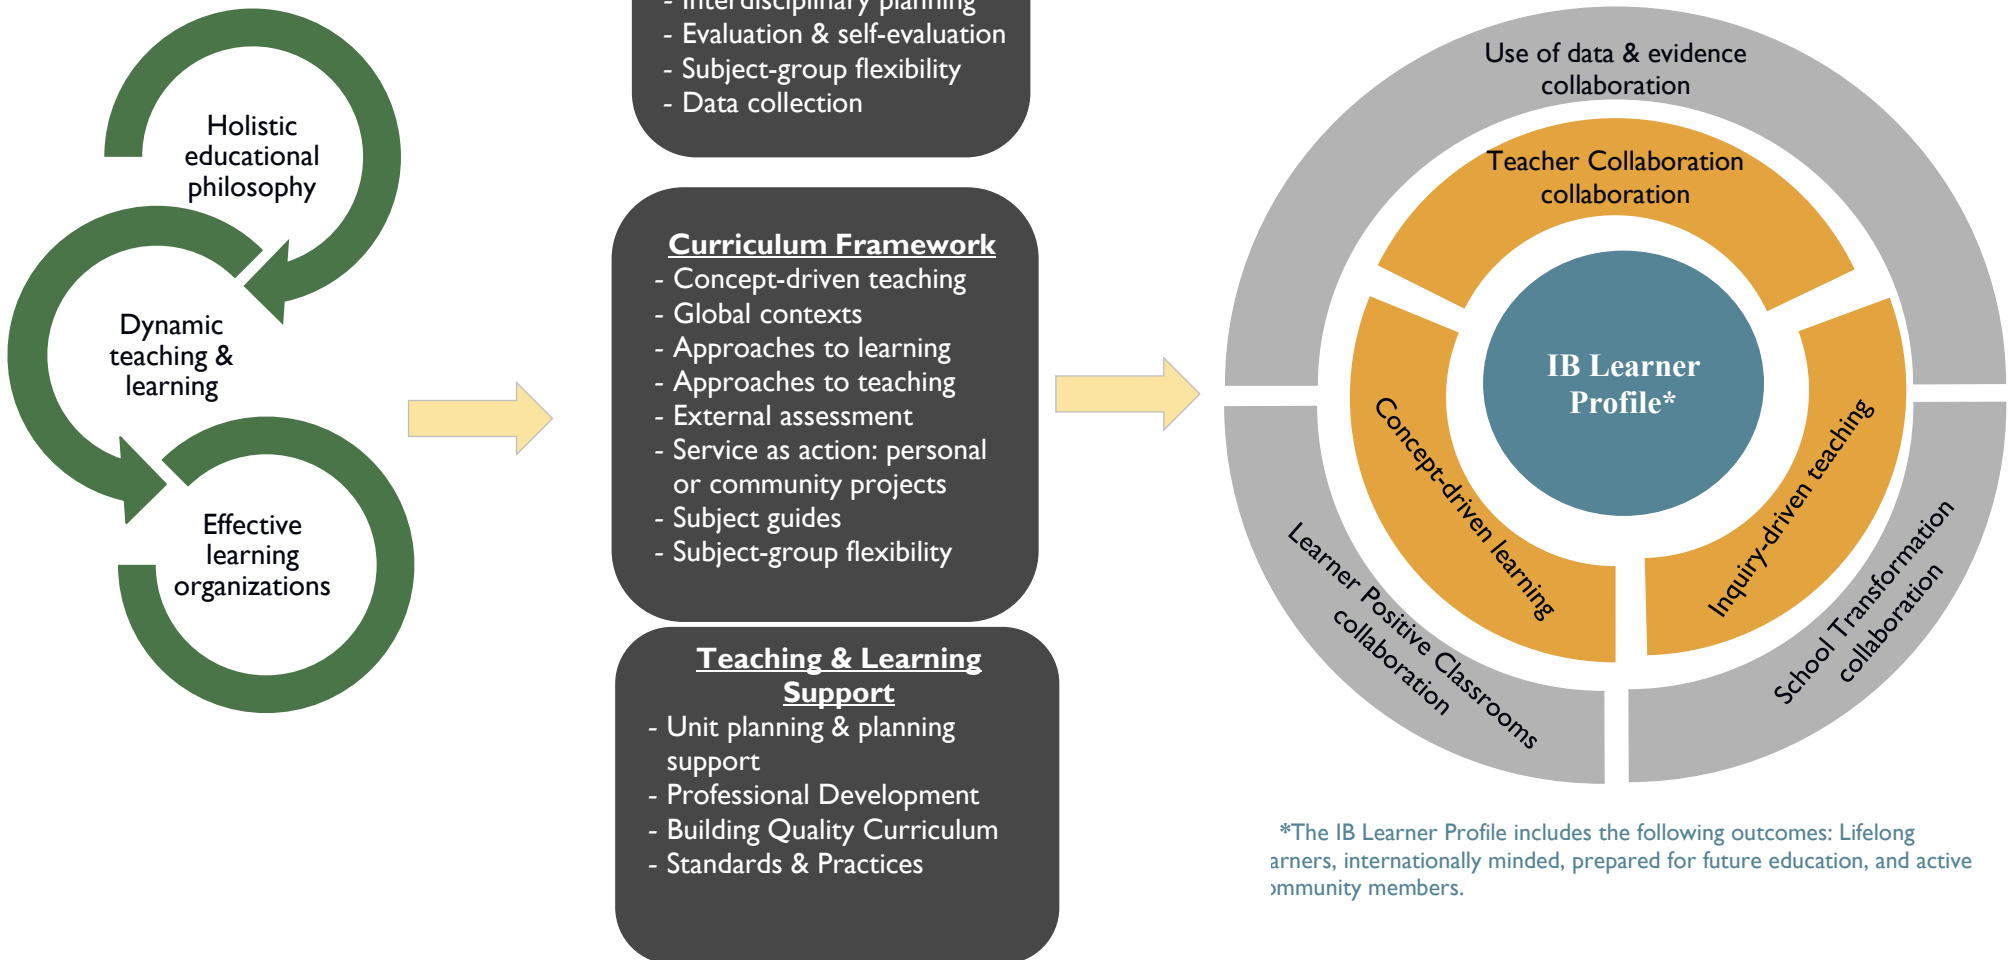 Holistic
educational
philosophy
Dynamic
teaching &
learning
Effective
learning
organizations
- Interdisciplinary planning
- Evaluation & self-evaluation
- Subject-group flexibility
- Data collection
Curriculum Framework
- Concept-driven teaching
- Global contexts
- Approaches to learning
- Approaches to teaching
- External assessment
- Service as action: personal
or community projects
- Subject guides
- Subject-group flexibility
Teaching & Learning
Support
- Unit planning & planning
support
- Professional Development
- Building Quality Curriculum
- Standards & Practices
Use of data & evidence
collaboration
Teacher Collaboration
collaboration
IB Learner
Profile*
Concept-driven learning
Inquiry-driven teaching
Learner Positive Classrooms
collaboration
School Transformation
collaboration
*The IB Learner Profile includes the following outcomes: Lifelong
arners, internationally minded, prepared for future education, and active
ommunity members.